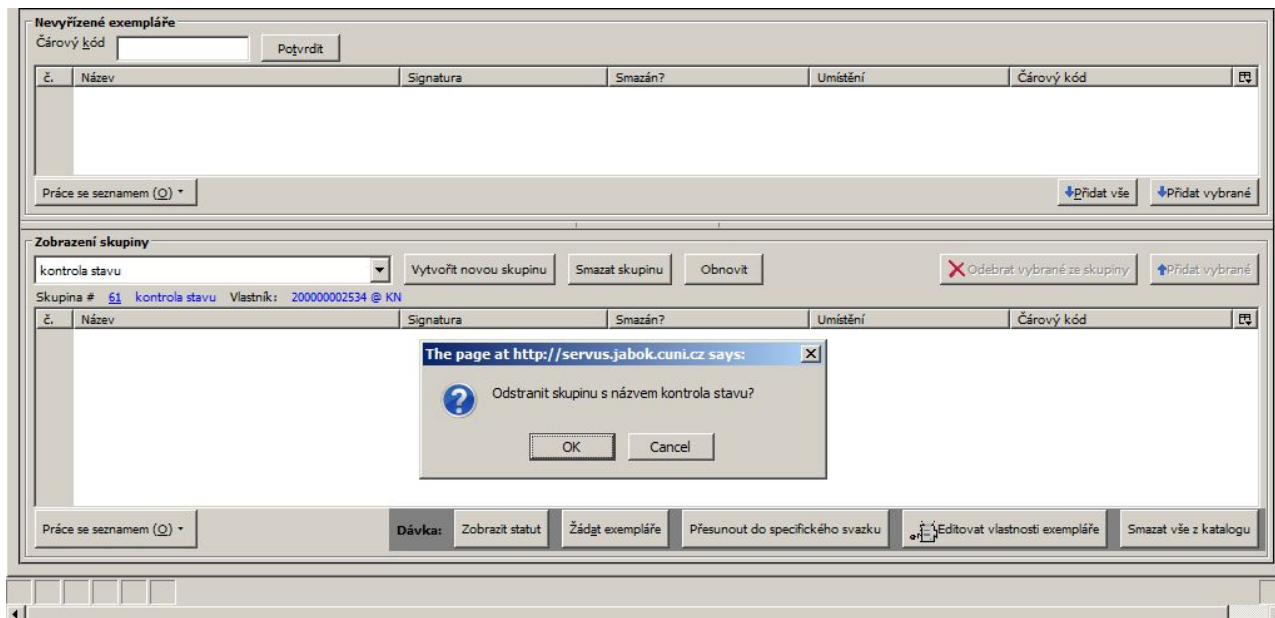 Nevyřízené exempláře
Čárový kód Potvrdit
č. Název Signatura Smazán? Umístění Čárový kód
Práce se seznamem (O) Přidat vše Přidat vybrané
Zobrazení skupiny
kontrola stavu Vytvořit novou skupinu Smazat skupinu Obnovit Odebrat vybrané ze skupiny Přidat vybrané
Skupina # 61 kontrola stavu Vlastník: 200000002534 @ KN
č. Název Signatura Smazán? Umístění Čárový kód
The page at http://servus.jabok.cuni.cz says:
Odstranit skupinu s názvem kontrola stavu?
OK Cancel
Práce se seznamem (O) Dávka: Zobrazit statut Žádat exempláře Přesunout do specifického svazku Editovat vlastnosti exempláře Smazat vše z katalogu